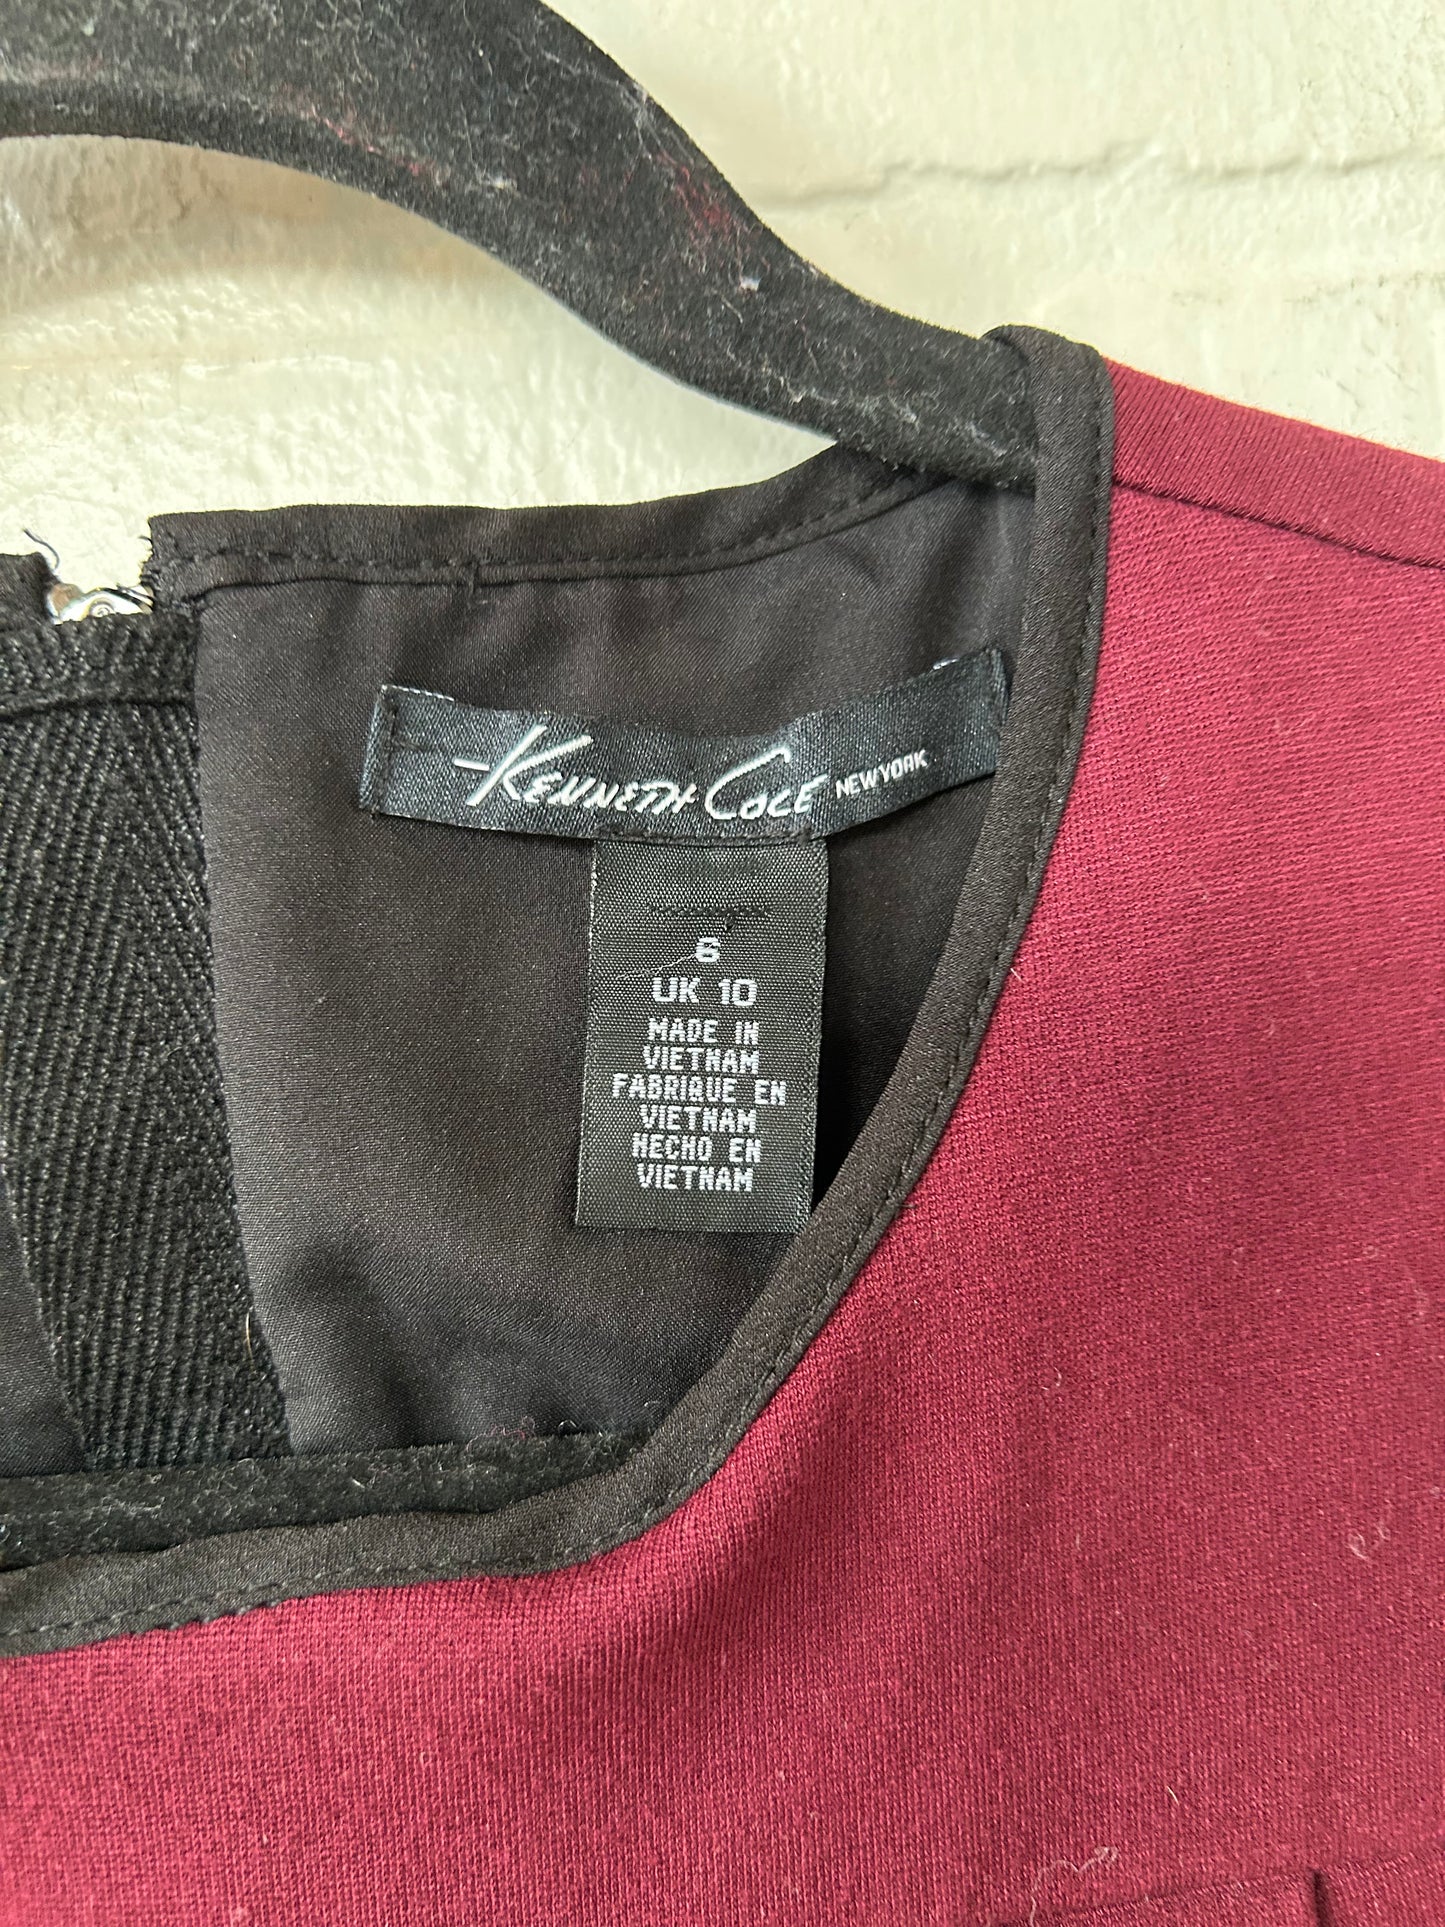 KENNETH COLE NEW YORK
6
UK 10
MADE IN
VIETNAM
FABRIQUE EN
VIETNAM
HECHO EN
VIETNAM